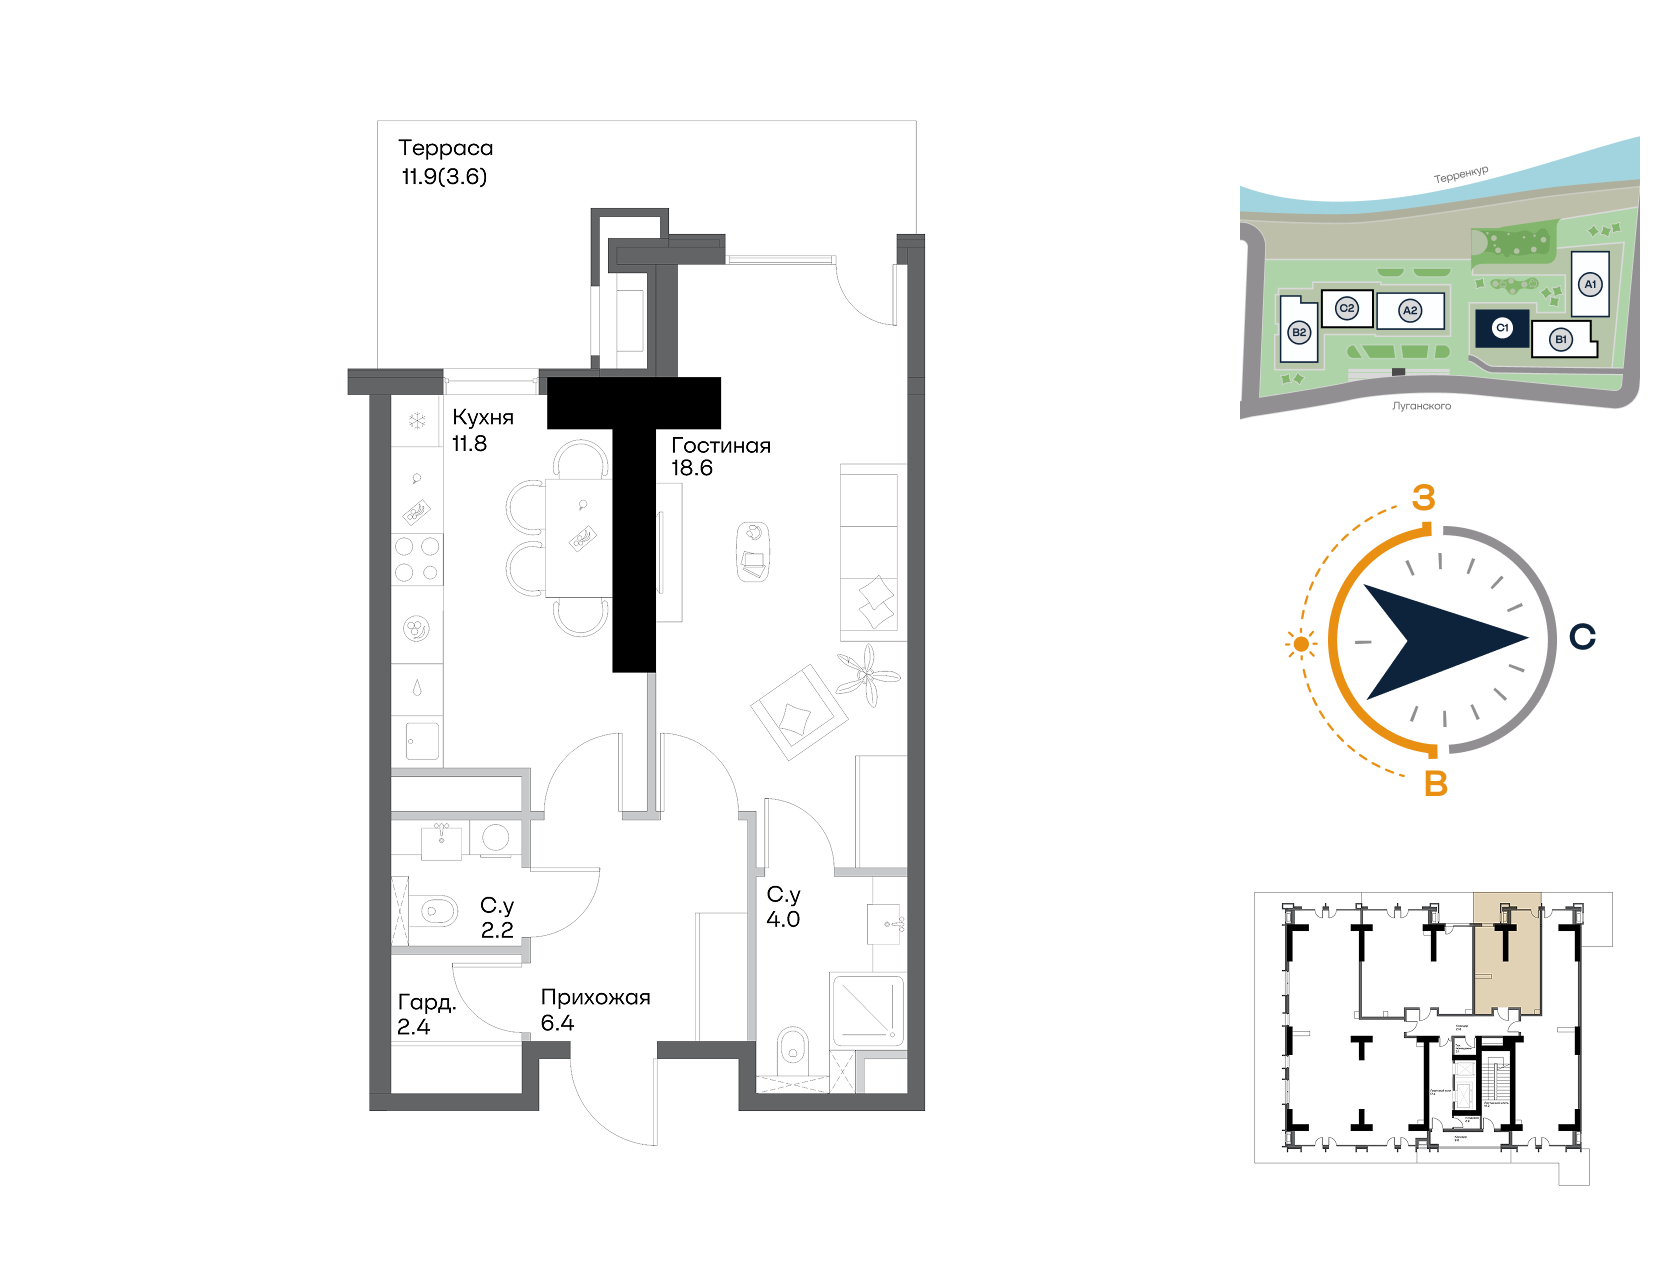 Терраса
11.9(3.6)
Кухня
11.8
Гостиная
18.6
С.у
2.2
С.у
4.0
Гард.
2.4
Прихожая
6.4
Терренкур
A1
C2
A2
B2
C1
B1
Луганского
З
С
В